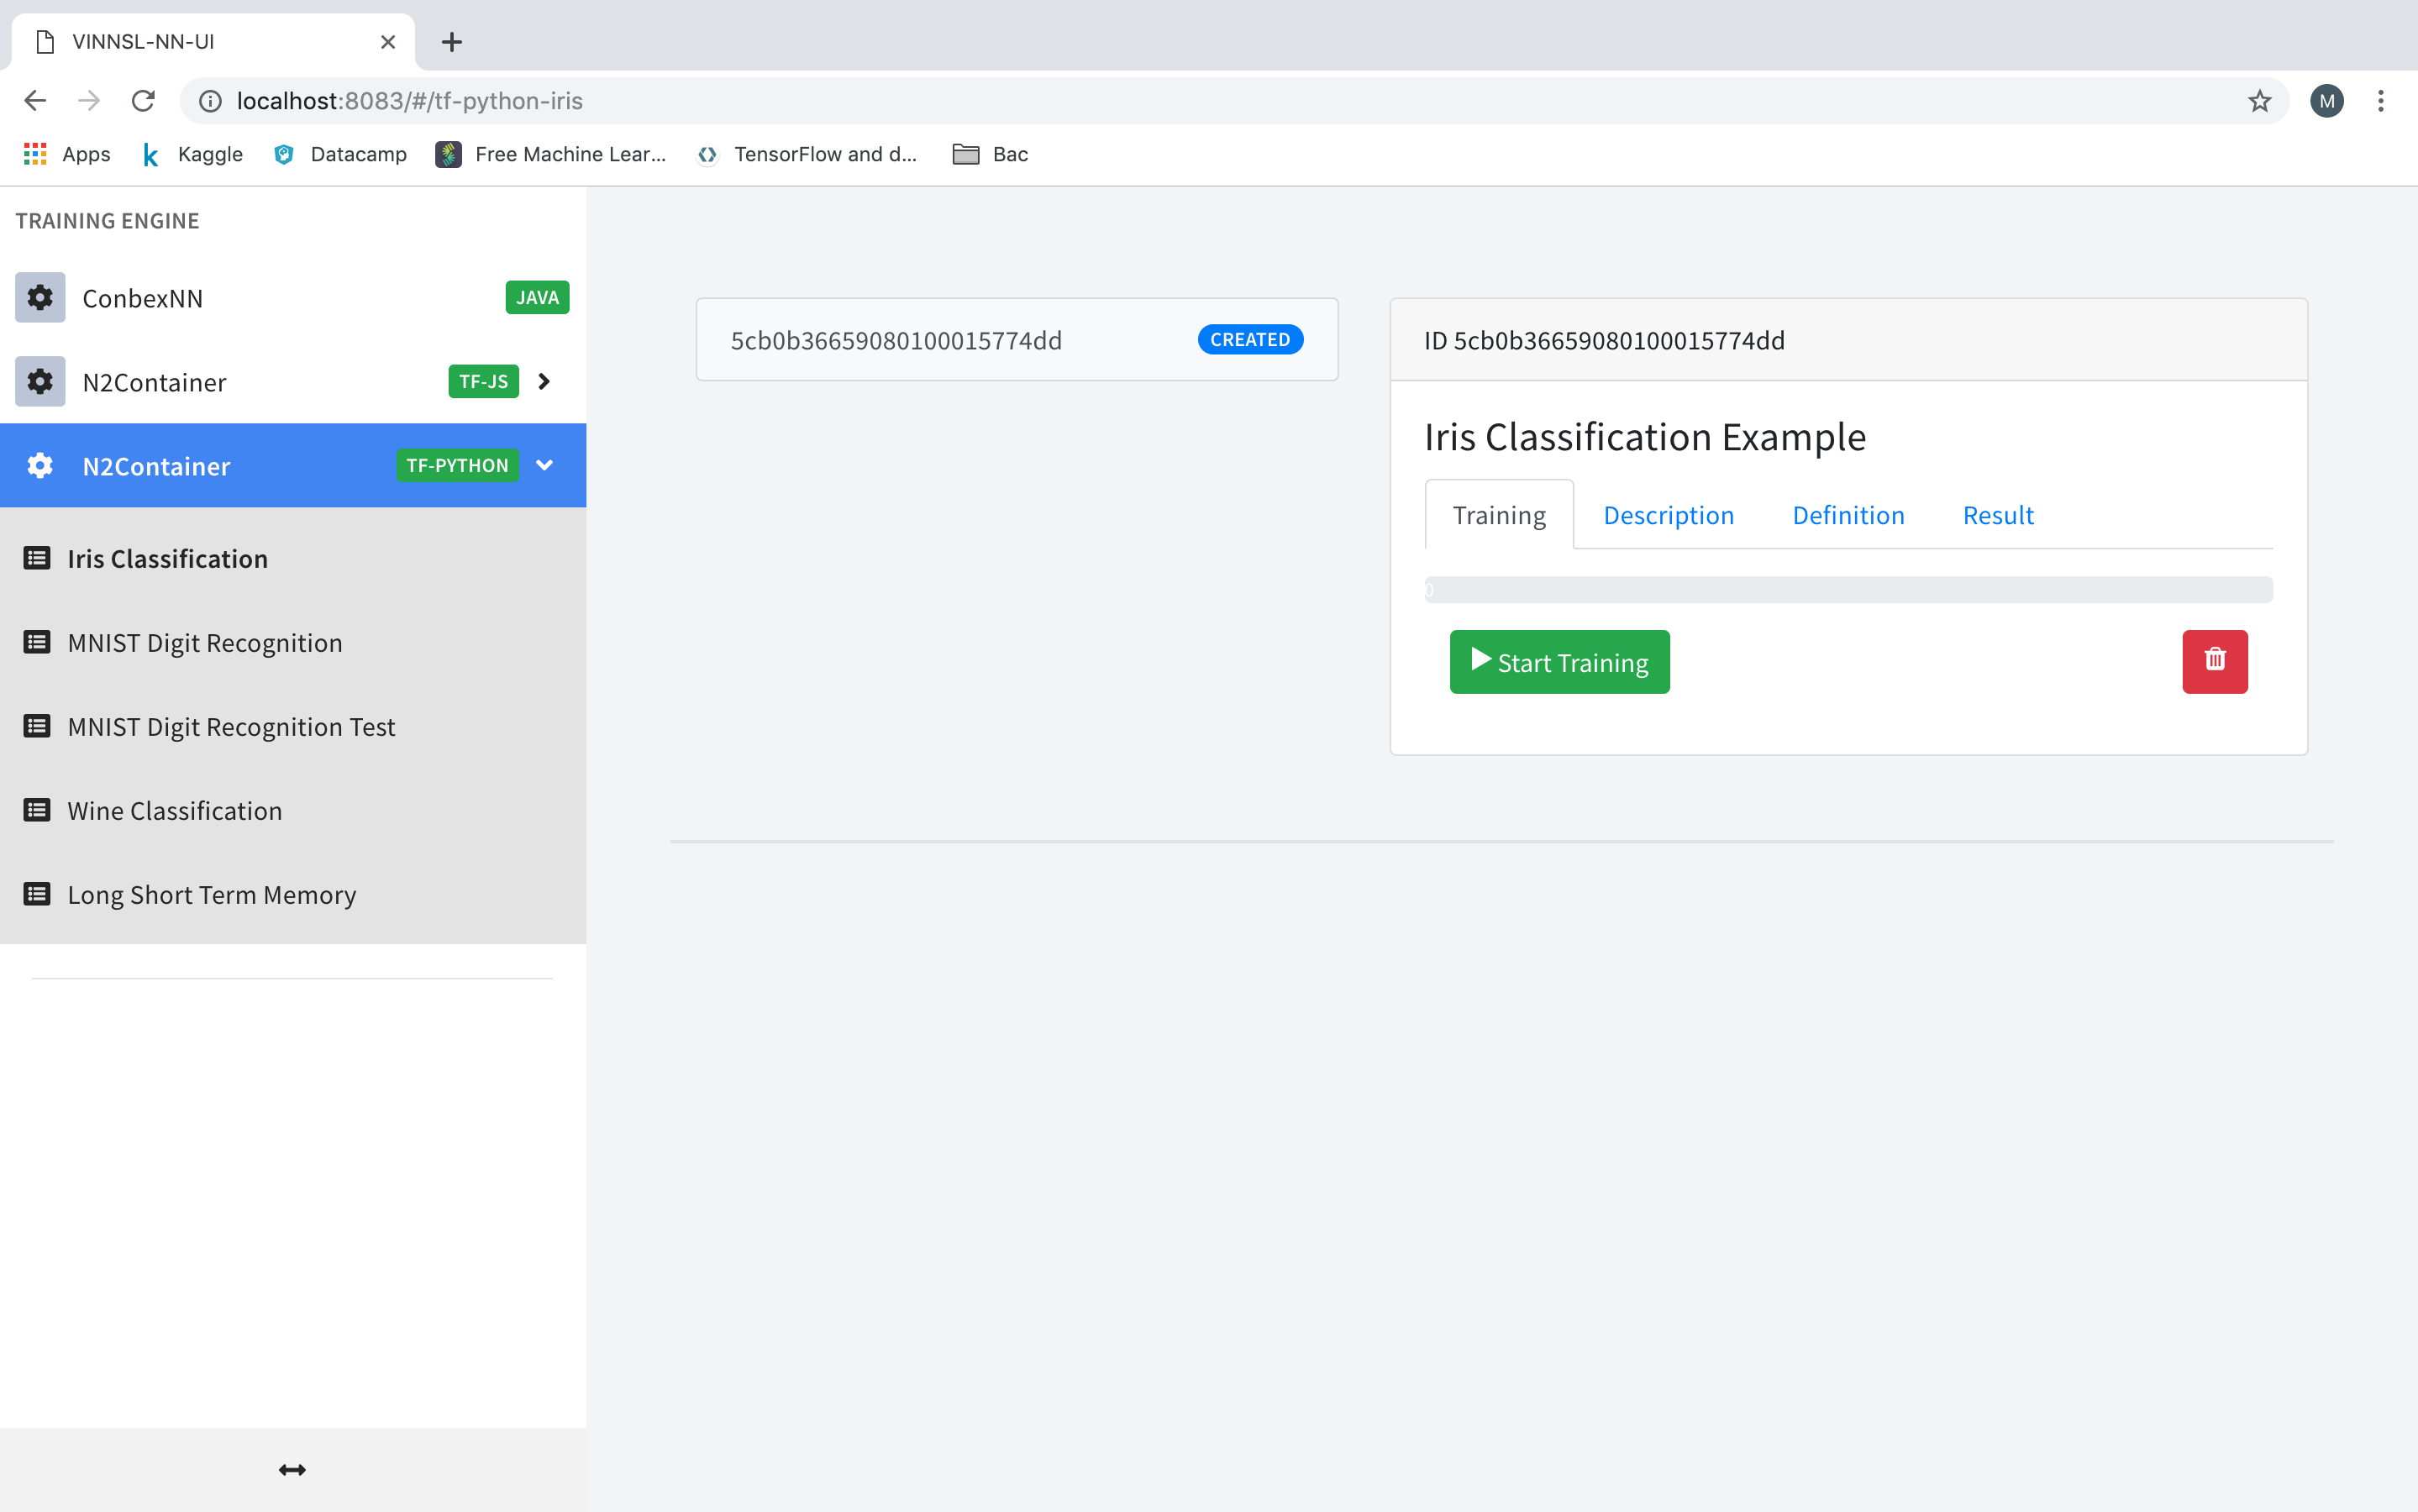 VINNSL-NN-UI
localhost:8083/#/tf-python-iris
M
Apps
Kaggle
Datacamp
Free Machine Lear...
TensorFlow and d...
Bac
TRAINING ENGINE
ConbexNN JAVA
N2Container TF-JS
N2Container TF-PYTHON
Iris Classification
MNIST Digit Recognition
MNIST Digit Recognition Test
Wine Classification
Long Short Term Memory
5cb0b36659080100015774dd CREATED
ID 5cb0b36659080100015774dd
Iris Classification Example
Training Description Definition Result
0
Start Training